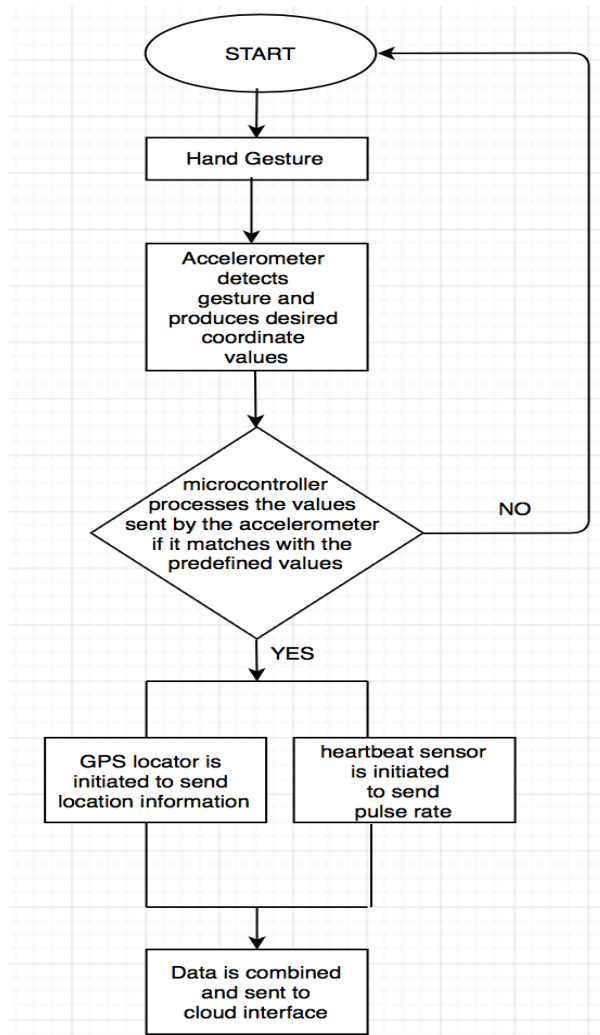 START
Hand Gesture
Accelerometer
detects
gesture and
produces desired
coordinate
values
microcontroller
processes the values
sent by the accelerometer
if it matches with the
predefined values
NO
YES
GPS locator is
initiated to send
location information
heartbeat sensor
is initiated
to send
pulse rate
Data is combined
and sent to
cloud interface